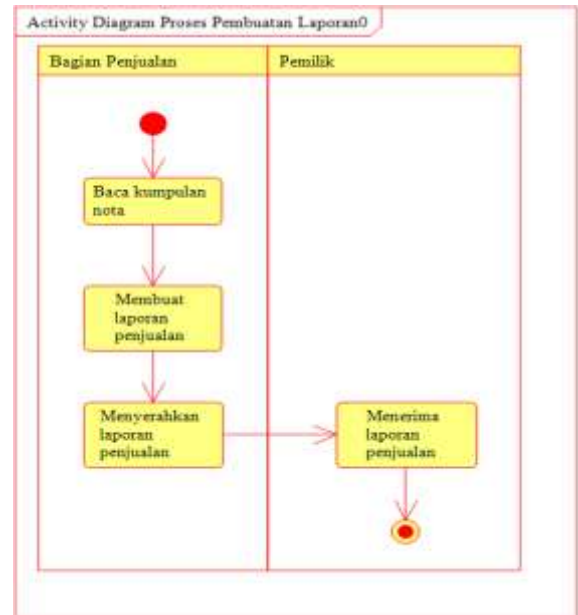 Activity Diagram Proses Pembuatan Laporan0
Bagian Penjualan
Pemilik
Baca kumpulan
nota
Membuat
laporan
penjualan
Menyerahkan
laporan
penjualan
Menerima
laporan
penjualan